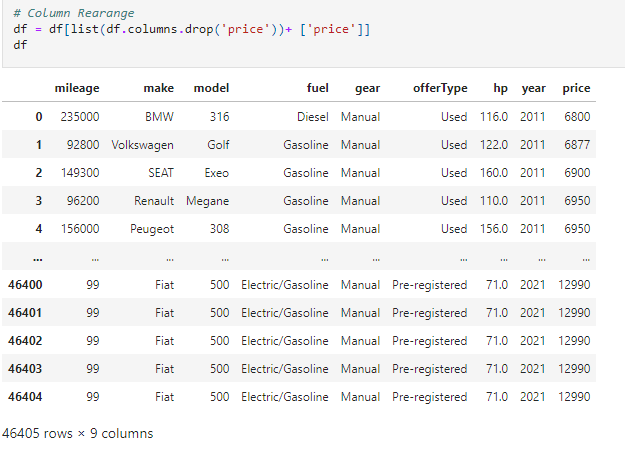 # Column Rearange
df = df[list(df.columns.drop('price'))+ ['price']]
df
mileage make model fuel gear offerType hp year price
0 235000 BMW 316 Diesel Manual Used 116.0 2011 6800
1 92800 Volkswagen Golf Gasoline Manual Used 122.0 2011 6877
2 149300 SEAT Exeo Gasoline Manual Used 160.0 2011 6900
3 96200 Renault Megane Gasoline Manual Used 110.0 2011 6950
4 156000 Peugeot 308 Gasoline Manual Used 156.0 2011 6950
... ... ... ... ... ... ... ... ... ...
46400 99 Fiat 500 Electric/Gasoline Manual Pre-registered 71.0 2021 12990
46401 99 Fiat 500 Electric/Gasoline Manual Pre-registered 71.0 2021 12990
46402 99 Fiat 500 Electric/Gasoline Manual Pre-registered 71.0 2021 12990
46403 99 Fiat 500 Electric/Gasoline Manual Pre-registered 71.0 2021 12990
46404 99 Fiat 500 Electric/Gasoline Manual Pre-registered 71.0 2021 12990
46405 rows × 9 columns